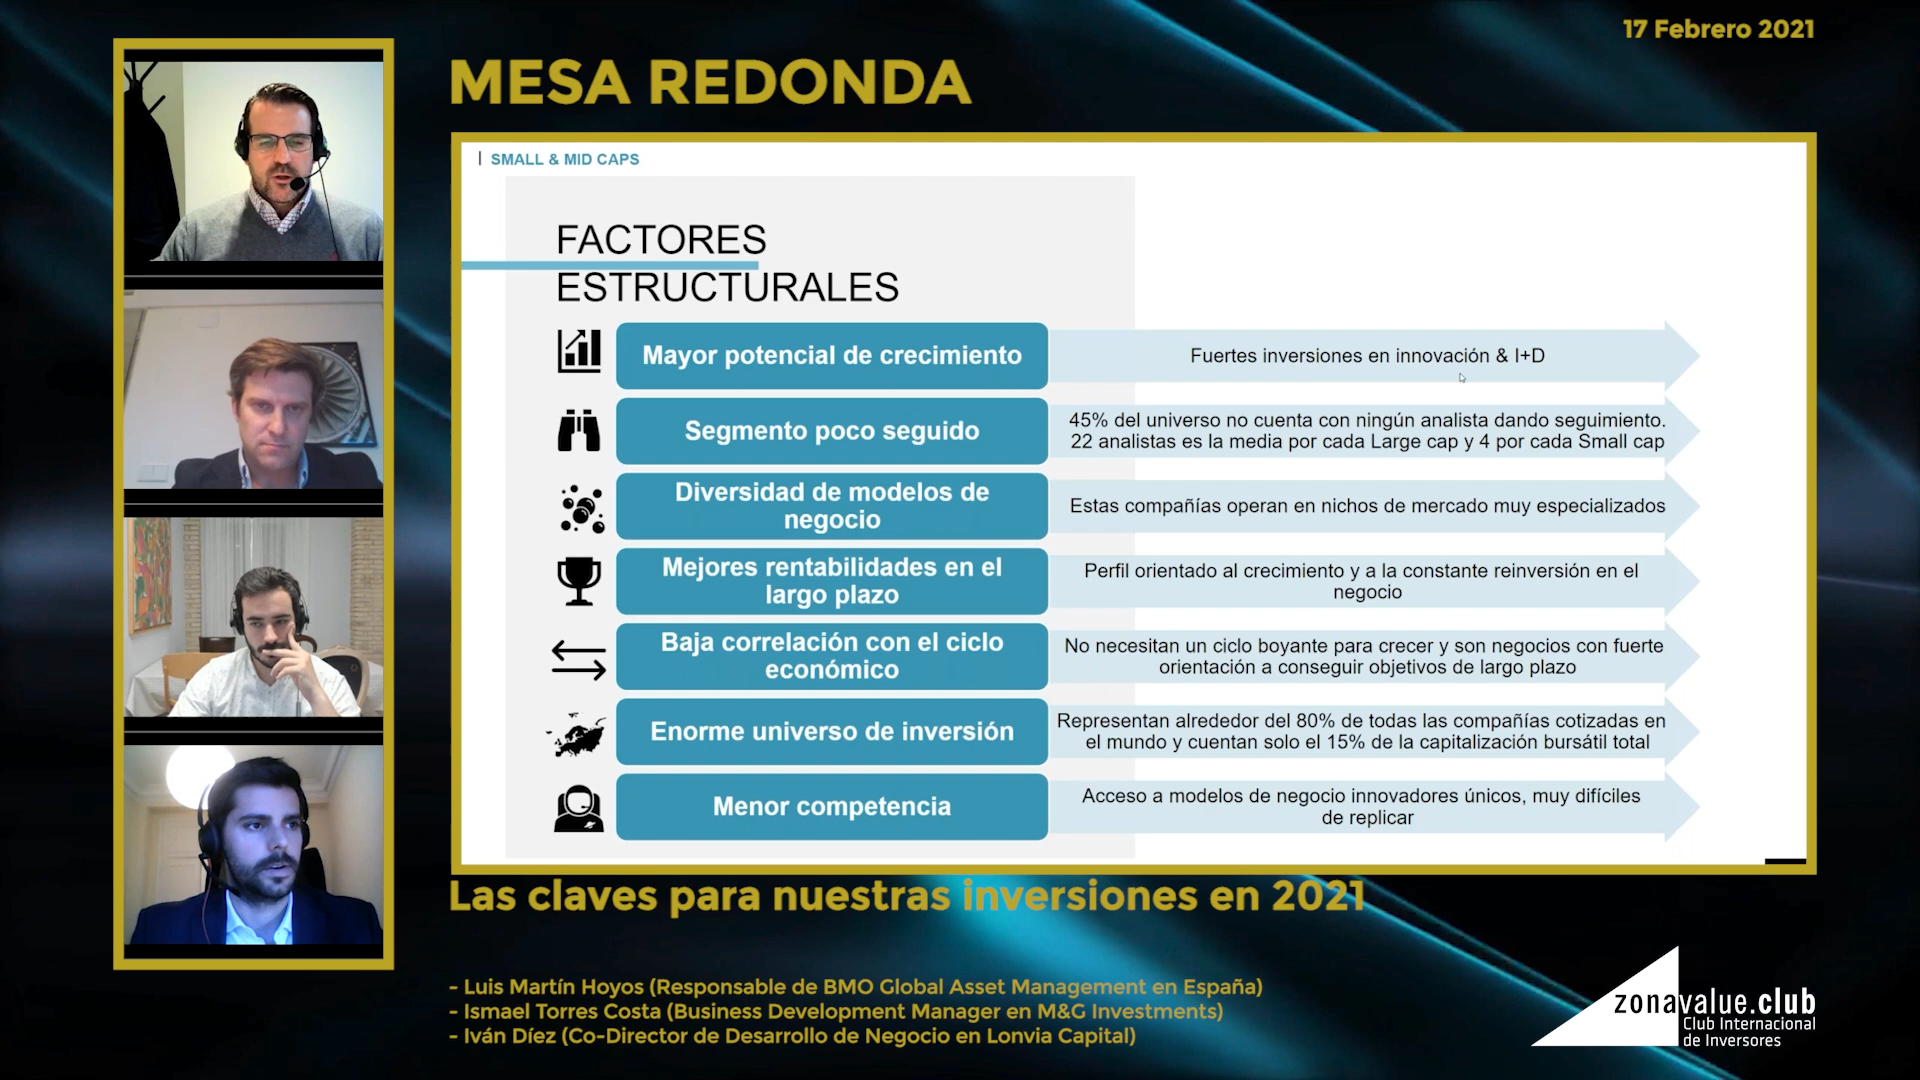 17 Febrero 2021
MESA REDONDA
SMALL & MID CAPS
FACTORES
ESTRUCTURALES
Mayor potencial de crecimiento
Fuertes inversiones en innovación & I+D
Segmento poco seguido
45% del universo no cuenta con ningún analista dando seguimiento.
22 analistas es la media por cada Large cap y 4 por cada Small cap
Diversidad de modelos de
negocio
Estas compañías operan en nichos de mercado muy especializados
Mejores rentabilidades en el
largo plazo
Perfil orientado al crecimiento y a la constante reinversión en el
negocio
Baja correlación con el ciclo
económico
No necesitan un ciclo boyante para crecer y son negocios con fuerte
orientación a conseguir objetivos de largo plazo
Enorme universo de inversión
Representan alrededor del 80% de todas las compañías cotizadas en
el mundo y cuentan solo el 15% de la capitalización bursátil total
Menor competencia
Acceso a modelos de negocio innovadores únicos, muy difíciles
de replicar
Las claves para nuestras inversiones en 2021
- Luis Martín Hoyos (Responsable de BMO Global Asset Management en España)
- Ismael Torres Costa (Business Development Manager en M&G Investments)
- Iván Díez (Co-Director de Desarrollo de Negocio en Lonvia Capital)
zonavalue.club
Club Internacional
de Inversores